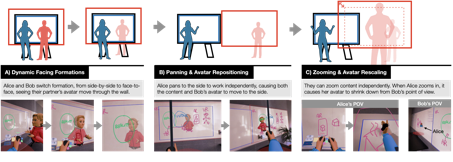 A) Dynamic Facing Formations
Alice and Bob switch formation, from side-by-side to face-to-
face, seeing their partner's avatar move through the wall.
B) Panning & Avatar Repositioning
Alice pans to the side to work independently, causing both
the content and Bob's avatar to move to the side.
C) Zooming & Avatar Rescaling
They can zoom content independently. When Alice zooms in, it
causes her avatar to shrink down from Bob's point of view.
Alice's POV
Bob's POV
Alice